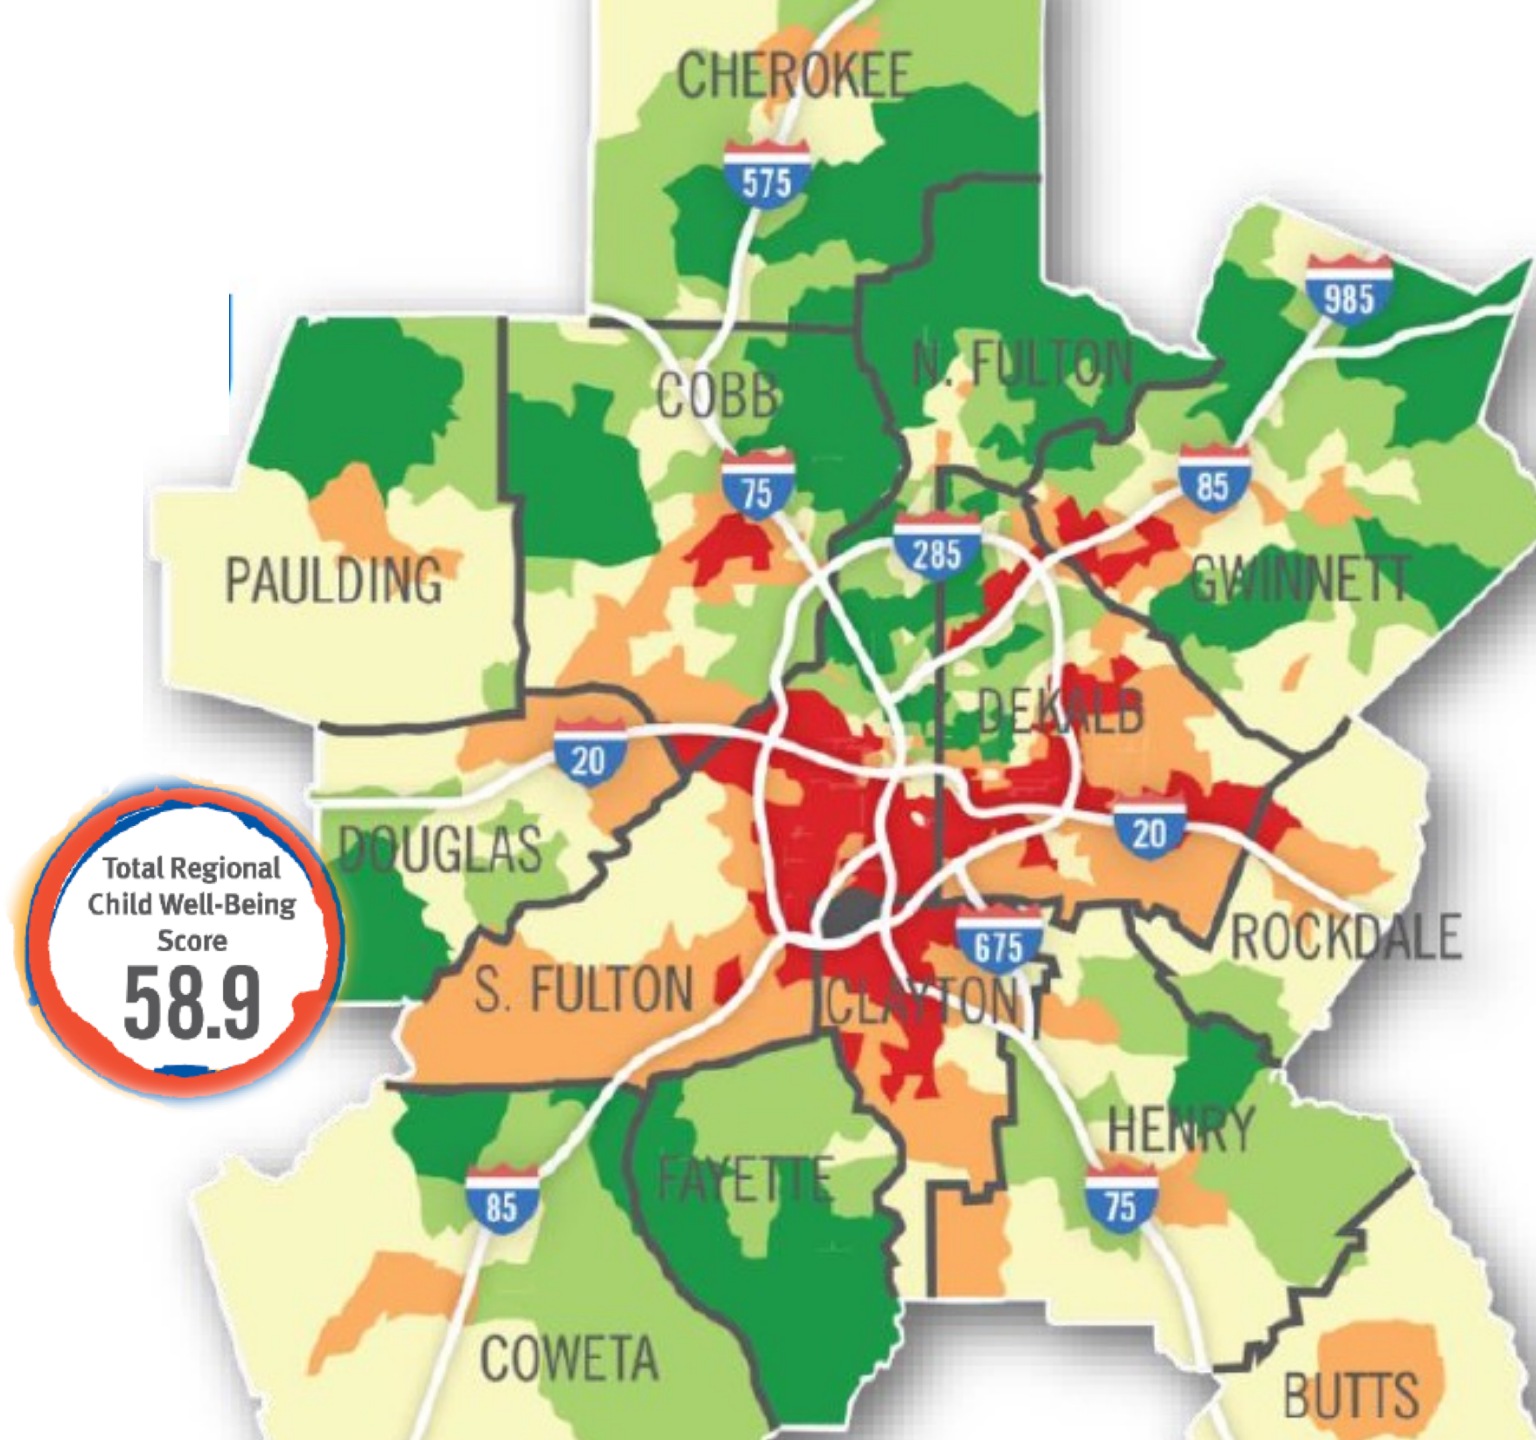 CHEROKEE
575
985
N. FULTON
COBB
75
85
285
PAULDING
GWINNETT
DEKALB
20
20
DOUGLAS
Total Regional
Child Well-Being
Score
58.9
675
ROCKDALE
S. FULTON
CLAYTON
HENRY
FAYETTE
85
75
COWETA
BUTTS